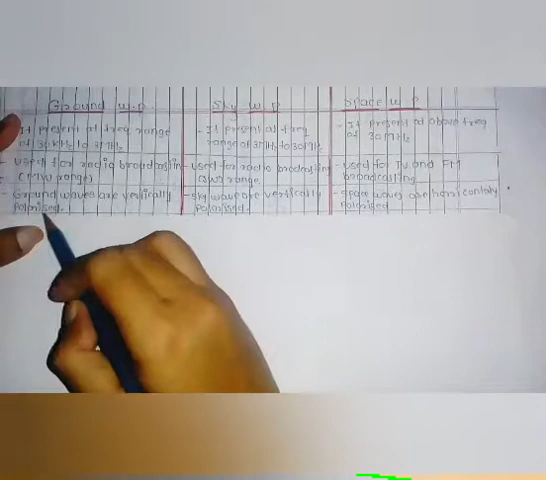 Ground w.p.
It present at freq range
of 30KHz to 3MHz
- used for radio broadcastin
(MW range)
- Ground waves are vertically
polarised.
Sky w.p
- It present at freq
range of 3MHz to 30MHz
- used for radio brodcasting
(SW) range
- sky wave are vertically
polarised.
Space w p
- It present at above freq
of 30MHz
- used for TV and FM
broadcasting
- space waves are horricontaly
polarised